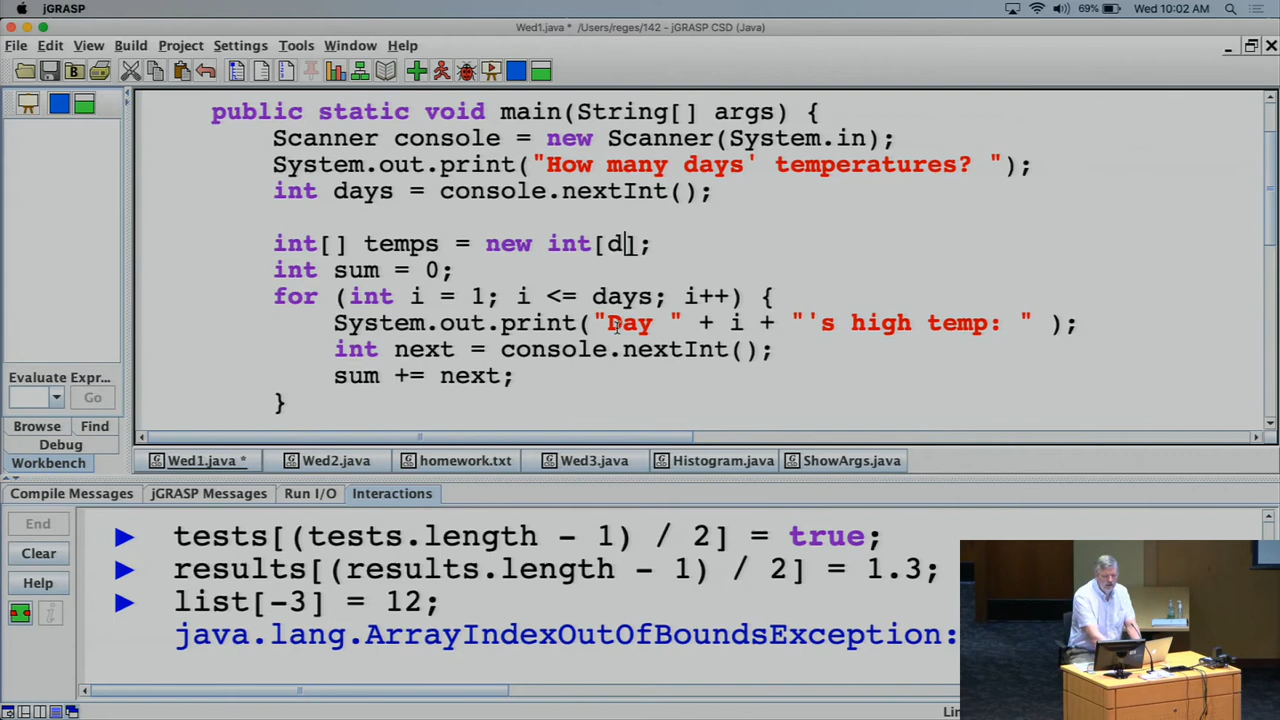 jGRASP
69% Wed 10:02 AM
Wed1.java * /Users/reges/142 - jGRASP CSD (Java)
File Edit View Build Project Settings Tools Window Help
public static void main(String[] args) {
Scanner console = new Scanner(System.in);
System.out.print("How many days' temperatures? ");
int days = console.nextInt();
int[] temps = new int[d];
int sum = 0;
for (int i = 1; i <= days; i++) {
System.out.print("Day " + i + "'s high temp: " );
int next = console.nextInt();
sum += next;
}
Evaluate Expr...
Go
Browse Find
Debug
Workbench
Wed1.java * Wed2.java homework.txt Wed3.java Histogram.java ShowArgs.java
Compile Messages jGRASP Messages Run I/O Interactions
End
Clear
Help
tests[(tests.length - 1) / 2] = true;
results[(results.length - 1) / 2] = 1.3;
list[-3] = 12;
java.lang.ArrayIndexOutOfBoundsException: